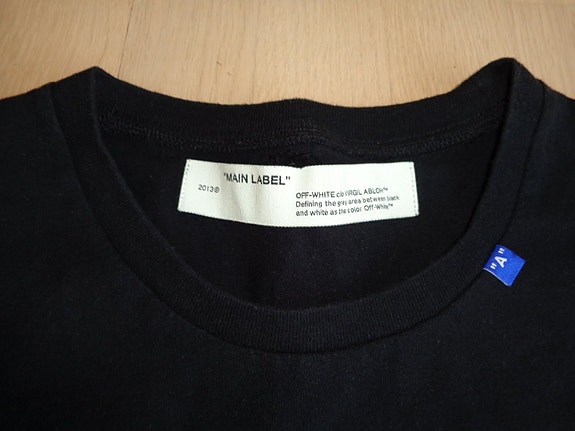 "MAIN LABEL"
2013®
OFF-WHITE c/o VIRGIL ABLOH™
Defining the grey area between black
and white as the color Off-White™
"A"